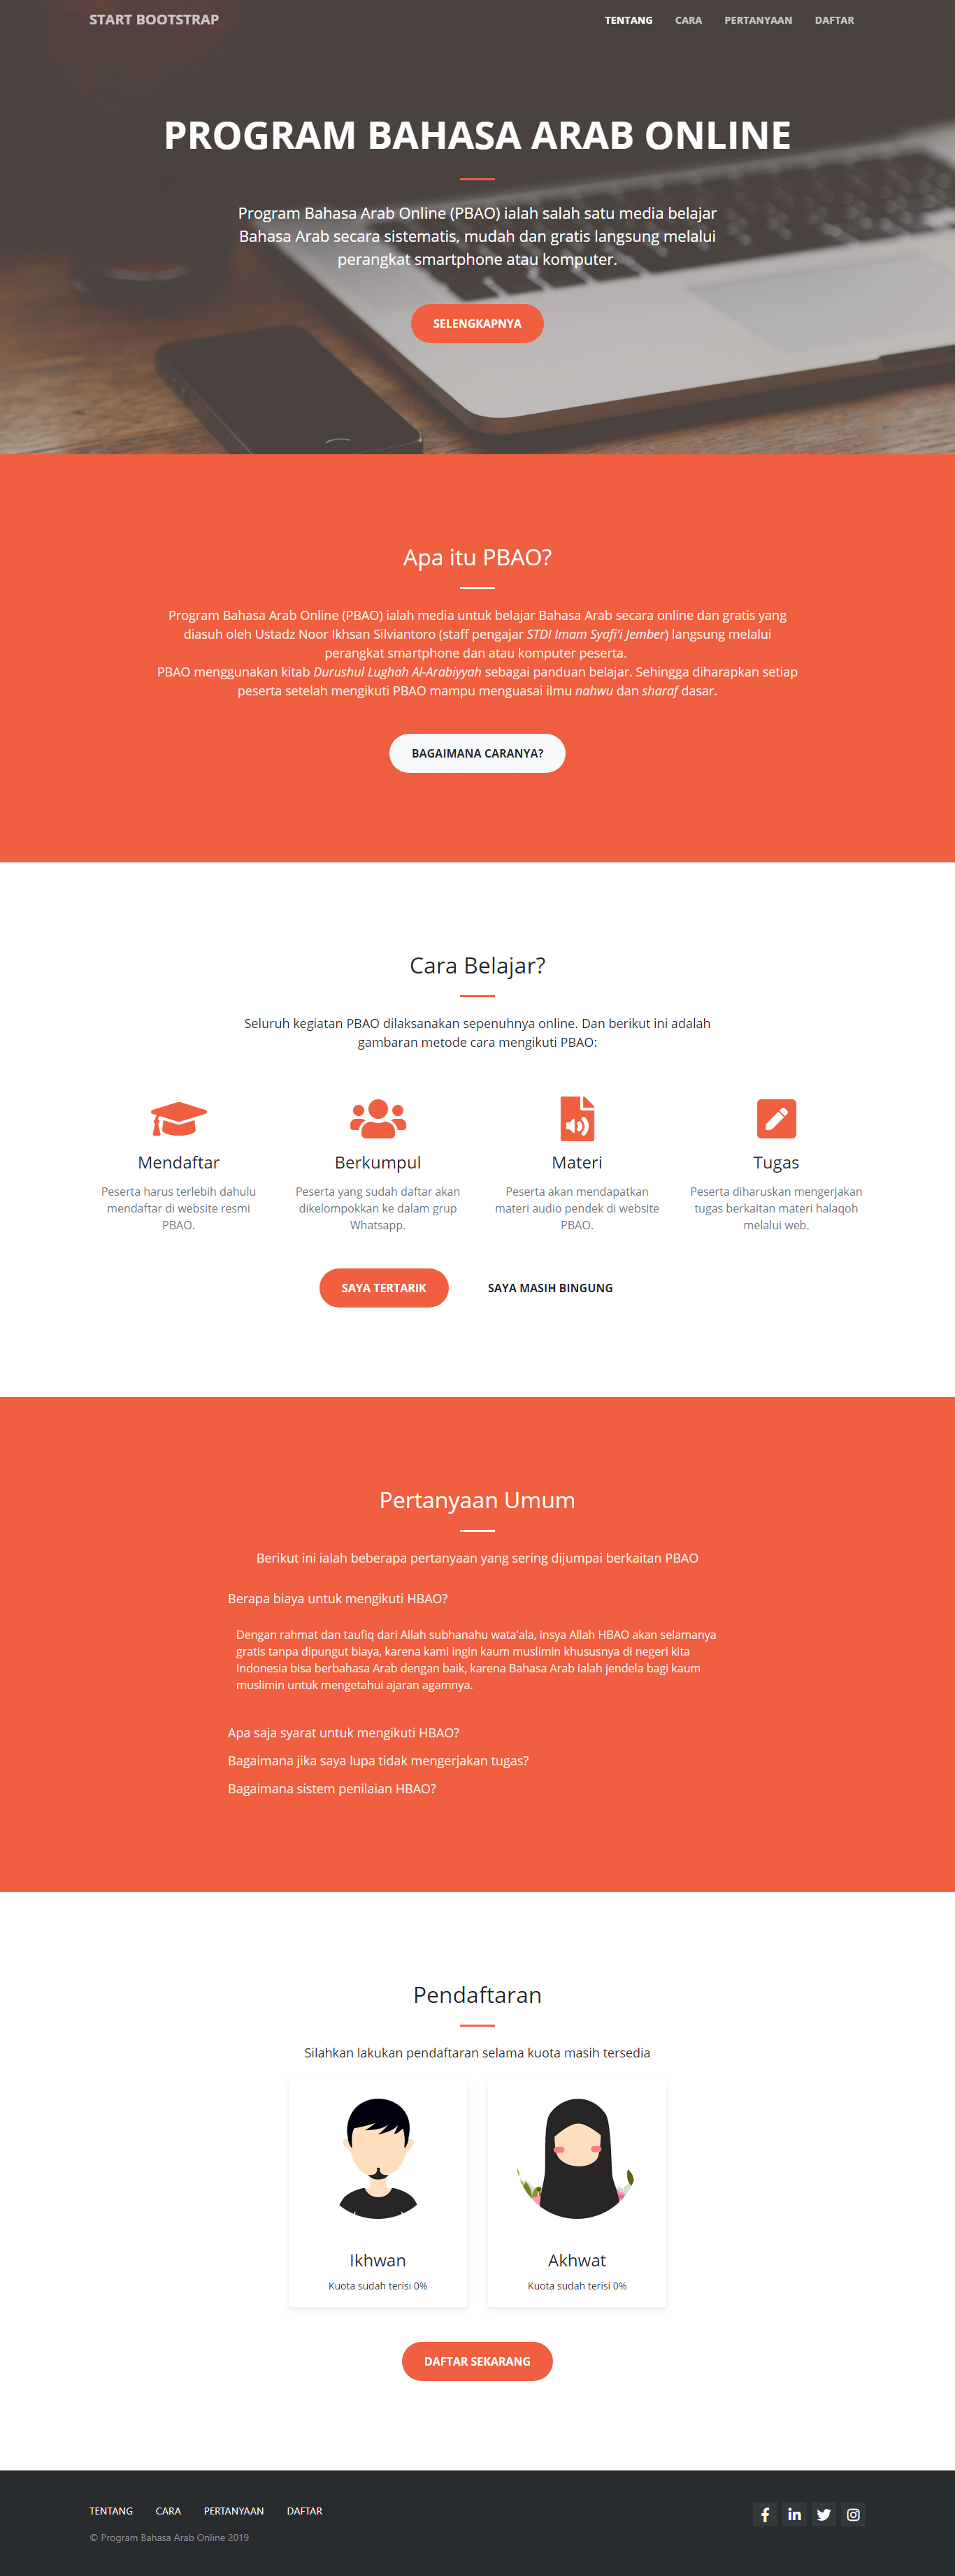 START BOOTSTRAP
TENTANG CARA PERTANYAAN DAFTAR
PROGRAM BAHASA ARAB ONLINE
Program Bahasa Arab Online (PBAO) ialah salah satu media belajar
Bahasa Arab secara sistematis, mudah dan gratis langsung melalui
perangkat smartphone atau komputer.
SELENGKAPNYA
Apa itu PBAO?
Program Bahasa Arab Online (PBAO) ialah media untuk belajar Bahasa Arab secara online dan gratis yang
diasuh oleh Ustadz Noor Ikhsan Silviantoro (staff pengajar STDI Imam Syafi'i Jember) langsung melalui
perangkat smartphone dan atau komputer peserta.
PBAO menggunakan kitab Durushul Lughah Al-Arabiyyah sebagai panduan belajar. Sehingga diharapkan setiap
peserta setelah mengikuti PBAO mampu menguasai ilmu nahwu dan sharaf dasar.
BAGAIMANA CARANYA?
Cara Belajar?
Seluruh kegiatan PBAO dilaksanakan sepenuhnya online. Dan berikut ini adalah
gambaran metode cara mengikuti PBAO:
Mendaftar
Peserta harus terlebih dahulu
mendaftar di website resmi
PBAO.
Berkumpul
Peserta yang sudah daftar akan
dikelompokkan ke dalam grup
Whatsapp.
Materi
Peserta akan mendapatkan
materi audio pendek di website
PBAO.
Tugas
Peserta diharuskan mengerjakan
tugas berkaitan materi halaqoh
melalui web.
SAYA TERTARIK
SAYA MASIH BINGUNG
Pertanyaan Umum
Berikut ini ialah beberapa pertanyaan yang sering dijumpai berkaitan PBAO
Berapa biaya untuk mengikuti HBAO?
Dengan rahmat dan taufiq dari Allah subhanahu wata'ala, insya Allah HBAO akan selamanya
gratis tanpa dipungut biaya, karena kami ingin kaum muslimin khususnya di negeri kita
Indonesia bisa berbahasa Arab dengan baik, karena Bahasa Arab ialah jendela bagi kaum
muslimin untuk mengetahui ajaran agamnya.
Apa saja syarat untuk mengikuti HBAO?
Bagaimana jika saya lupa tidak mengerjakan tugas?
Bagaimana sistem penilaian HBAO?
Pendaftaran
Silahkan lakukan pendaftaran selama kuota masih tersedia
Ikhwan
Kuota sudah terisi 0%
Akhwat
Kuota sudah terisi 0%
DAFTAR SEKARANG
TENTANG CARA PERTANYAAN DAFTAR
© Program Bahasa Arab Online 2019